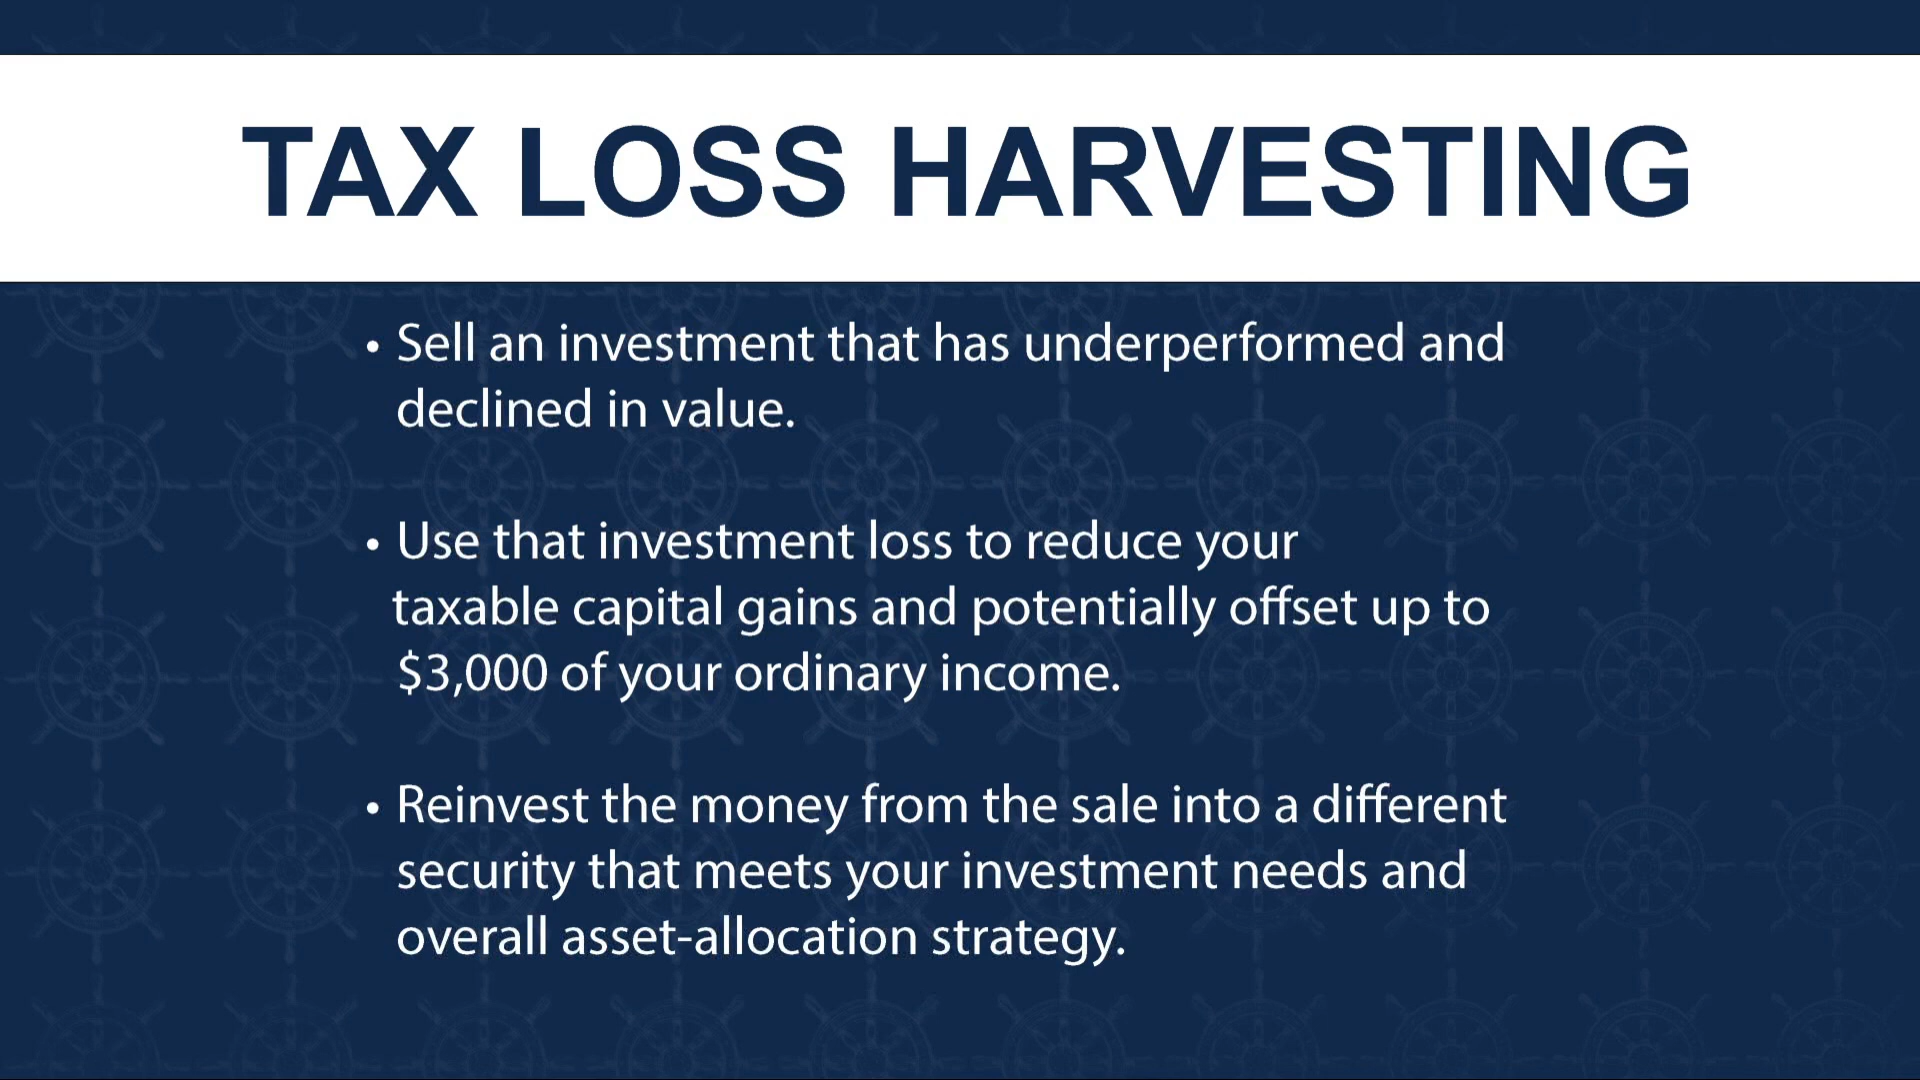 TAX LOSS HARVESTING
• Sell an investment that has underperformed and
declined in value.
• Use that investment loss to reduce your
taxable capital gains and potentially offset up to
$3,000 of your ordinary income.
• Reinvest the money from the sale into a different
security that meets your investment needs and
overall asset-allocation strategy.